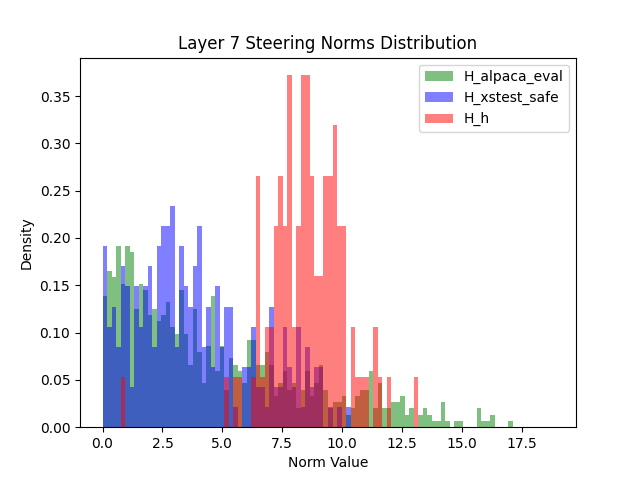 Layer 7 Steering Norms Distribution
H_alpaca_eval
H_xstest_safe
H_h
Density
0.35
0.30
0.25
0.20
0.15
0.10
0.05
0.00
0.0 2.5 5.0 7.5 10.0 12.5 15.0 17.5
Norm Value